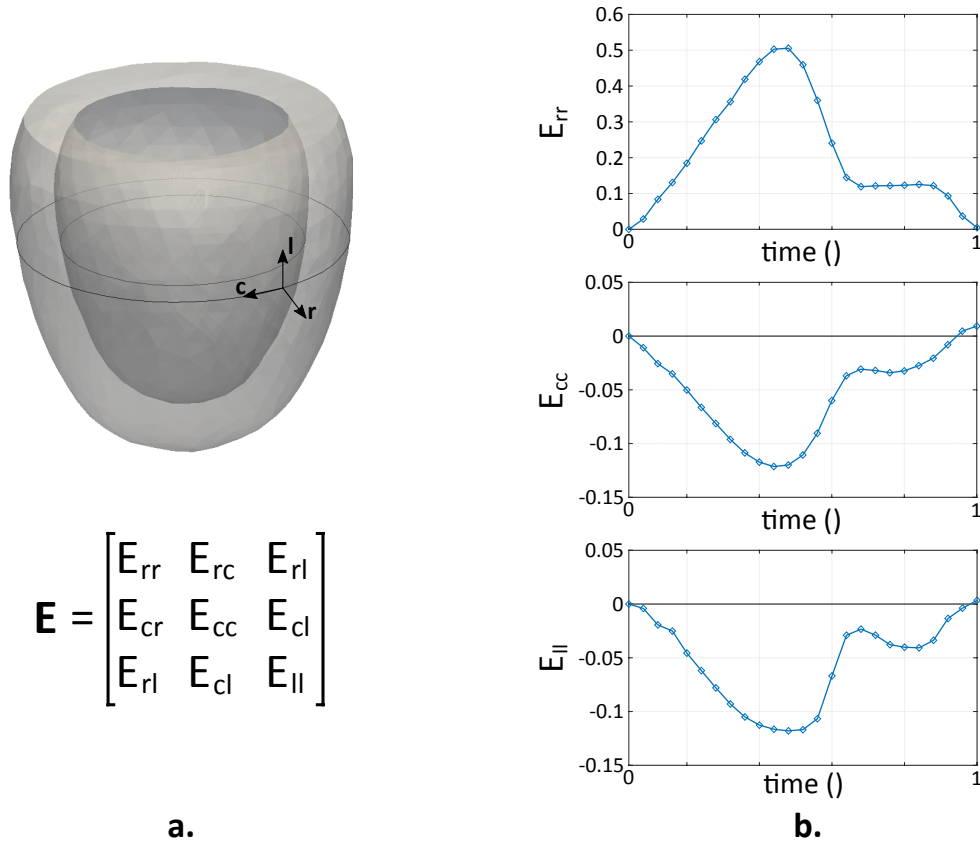 l
c
r
E = [E_rr E_rc E_rl
E_cr E_cc E_cl
E_rl E_cl E_ll]
a.
0.6
0.5
0.4
0.3
0.2
0.1
0
E_rr
0 1
time ()
0.05
0
-0.05
-0.1
-0.15
E_cc
0 1
time ()
0.05
0
-0.05
-0.1
-0.15
E_ll
0 1
time ()
b.